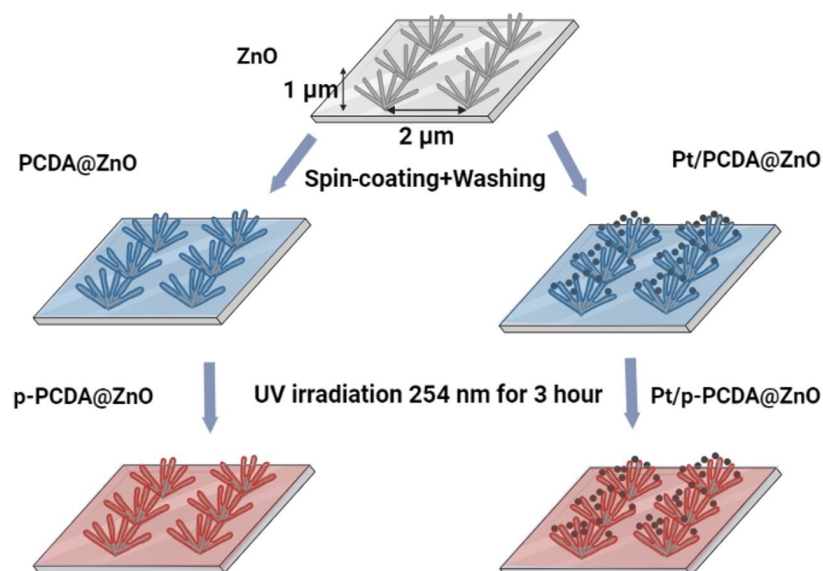 ZnO
1 μm
2 μm
PCDA@ZnO
Pt/PCDA@ZnO
Spin-coating+Washing
p-PCDA@ZnO
UV irradiation 254 nm for 3 hour
Pt/p-PCDA@ZnO